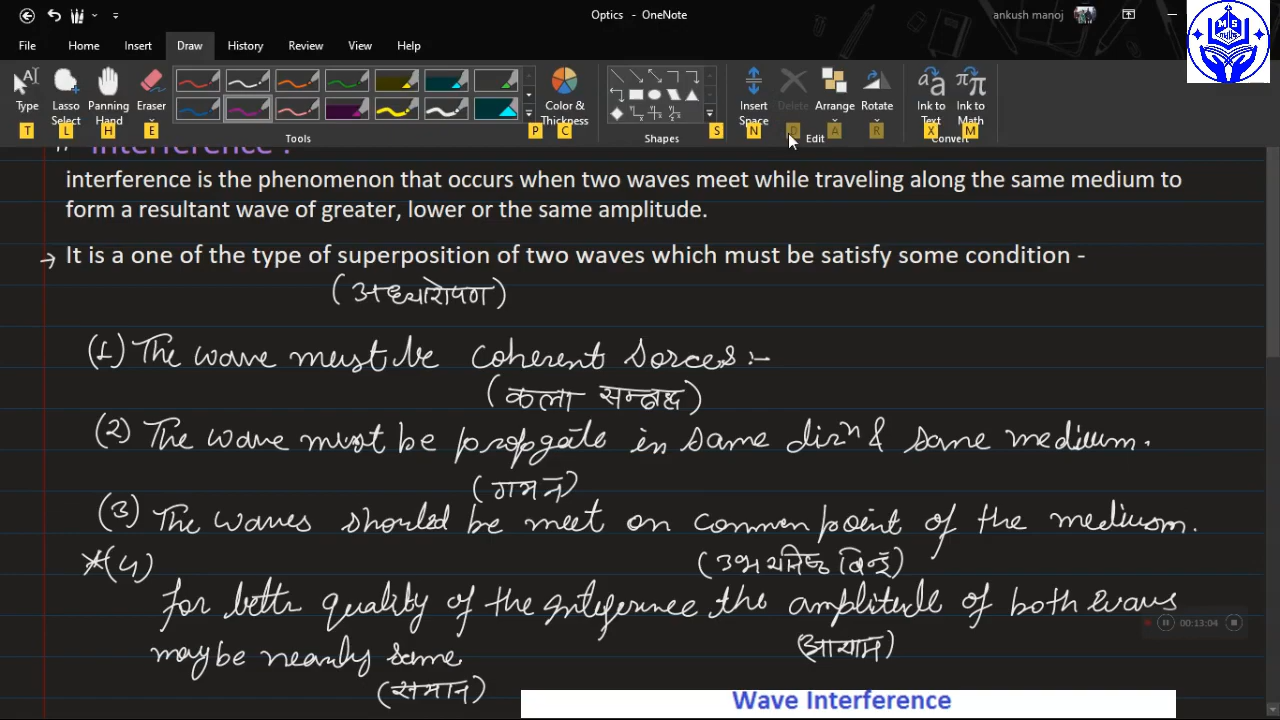 Optics - OneNote
ankush manoj
File Home Insert Draw History Review View Help
MS
Type Lasso Select Panning Hand Eraser Color & Thickness Insert Space Delete Arrange Rotate Ink to Text Ink to Math
T L H E P C S N D A R X M
Tools Shapes Edit Convert
Interference :
interference is the phenomenon that occurs when two waves meet while traveling along the same medium to
form a resultant wave of greater, lower or the same amplitude.
→ It is a one of the type of superposition of two waves which must be satisfy some condition -
(अध्यारोपण)
(1) The wave must be coherent sorces :-
(कला सम्बद्ध)
(2) The wave must be propgate in same dirⁿ & same medium.
(गमन)
(3) The waves should be meet on common point of the medium.
*(4) (उभयनिष्ठ बिन्दु)
for bettr quality of the interference the amplitude of both waves
may be nearly same (आयाम)
(समान)
00:13:04
Wave Interference